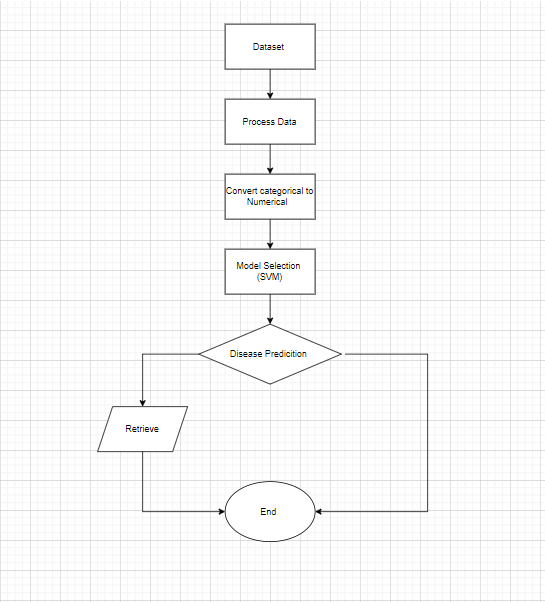 Dataset
Process Data
Convert categorical to
Numerical
Model Selection
(SVM)
Disease Predicition
Retrieve
End